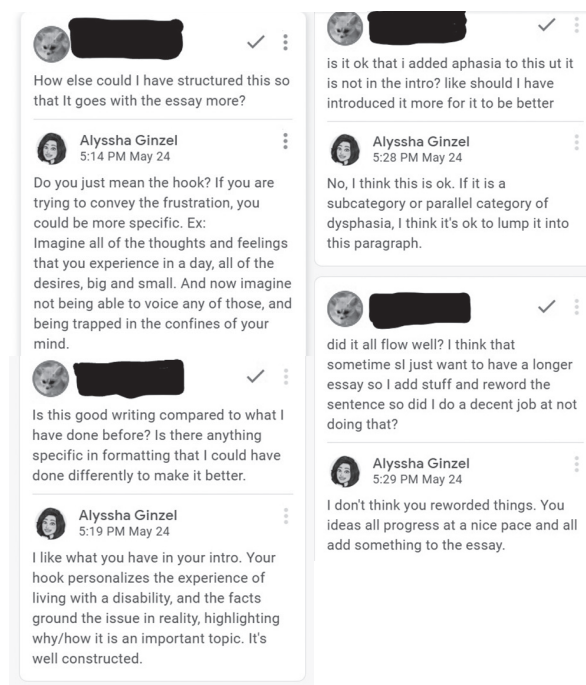 How else could I have structured this so
that It goes with the essay more?
Alyssha Ginzel
5:14 PM May 24
Do you just mean the hook? If you are
trying to convey the frustration, you
could be more specific. Ex:
Imagine all of the thoughts and feelings
that you experience in a day, all of the
desires, big and small. And now imagine
not being able to voice any of those, and
being trapped in the confines of your
mind.
Is this good writing compared to what I
have done before? Is there anything
specific in formatting that I could have
done differently to make it better.
Alyssha Ginzel
5:19 PM May 24
I like what you have in your intro. Your
hook personalizes the experience of
living with a disability, and the facts
ground the issue in reality, highlighting
why/how it is an important topic. It's
well constructed.
is it ok that i added aphasia to this ut it
is not in the intro? like should I have
introduced it more for it to be better
Alyssha Ginzel
5:28 PM May 24
No, I think this is ok. If it is a
subcategory or parallel category of
dysphasia, I think it's ok to lump it into
this paragraph.
did it all flow well? I think that
sometime sI just want to have a longer
essay so I add stuff and reword the
sentence so did I do a decent job at not
doing that?
Alyssha Ginzel
5:29 PM May 24
I don't think you reworded things. You
ideas all progress at a nice pace and all
add something to the essay.